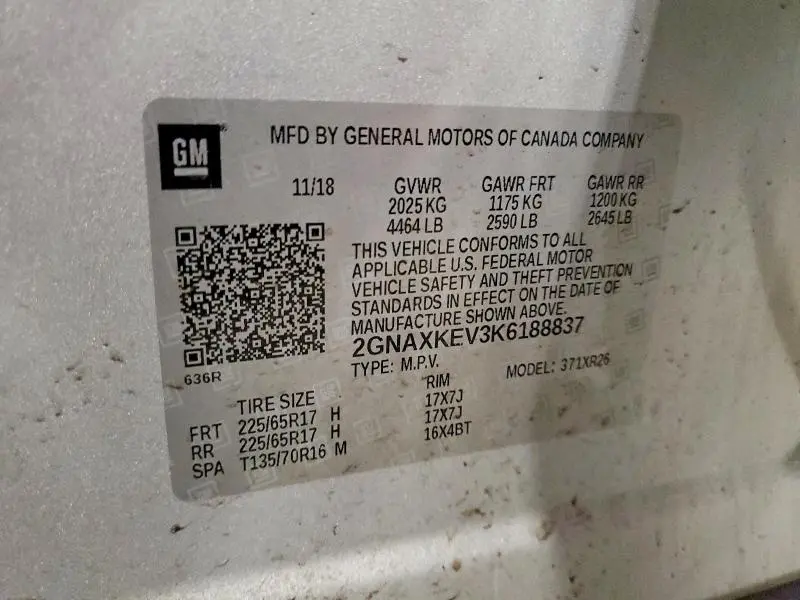 GM
MFD BY GENERAL MOTORS OF CANADA COMPANY
11/18 GVWR GAWR FRT GAWR RR
2025 KG 1175 KG 1200 KG
4464 LB 2590 LB 2645 LB
THIS VEHICLE CONFORMS TO ALL
APPLICABLE U.S. FEDERAL MOTOR
VEHICLE SAFETY AND THEFT PREVENTION
STANDARDS IN EFFECT ON THE DATE OF
MANUFACTURE SHOWN ABOVE.
2GNAXKEV3K6188837
TYPE: M.P.V. MODEL: 371XR26
636R
TIRE SIZE RIM
FRT 225/65R17 H 17X7J
RR 225/65R17 H 17X7J
SPA T135/70R16 M 16X4BT